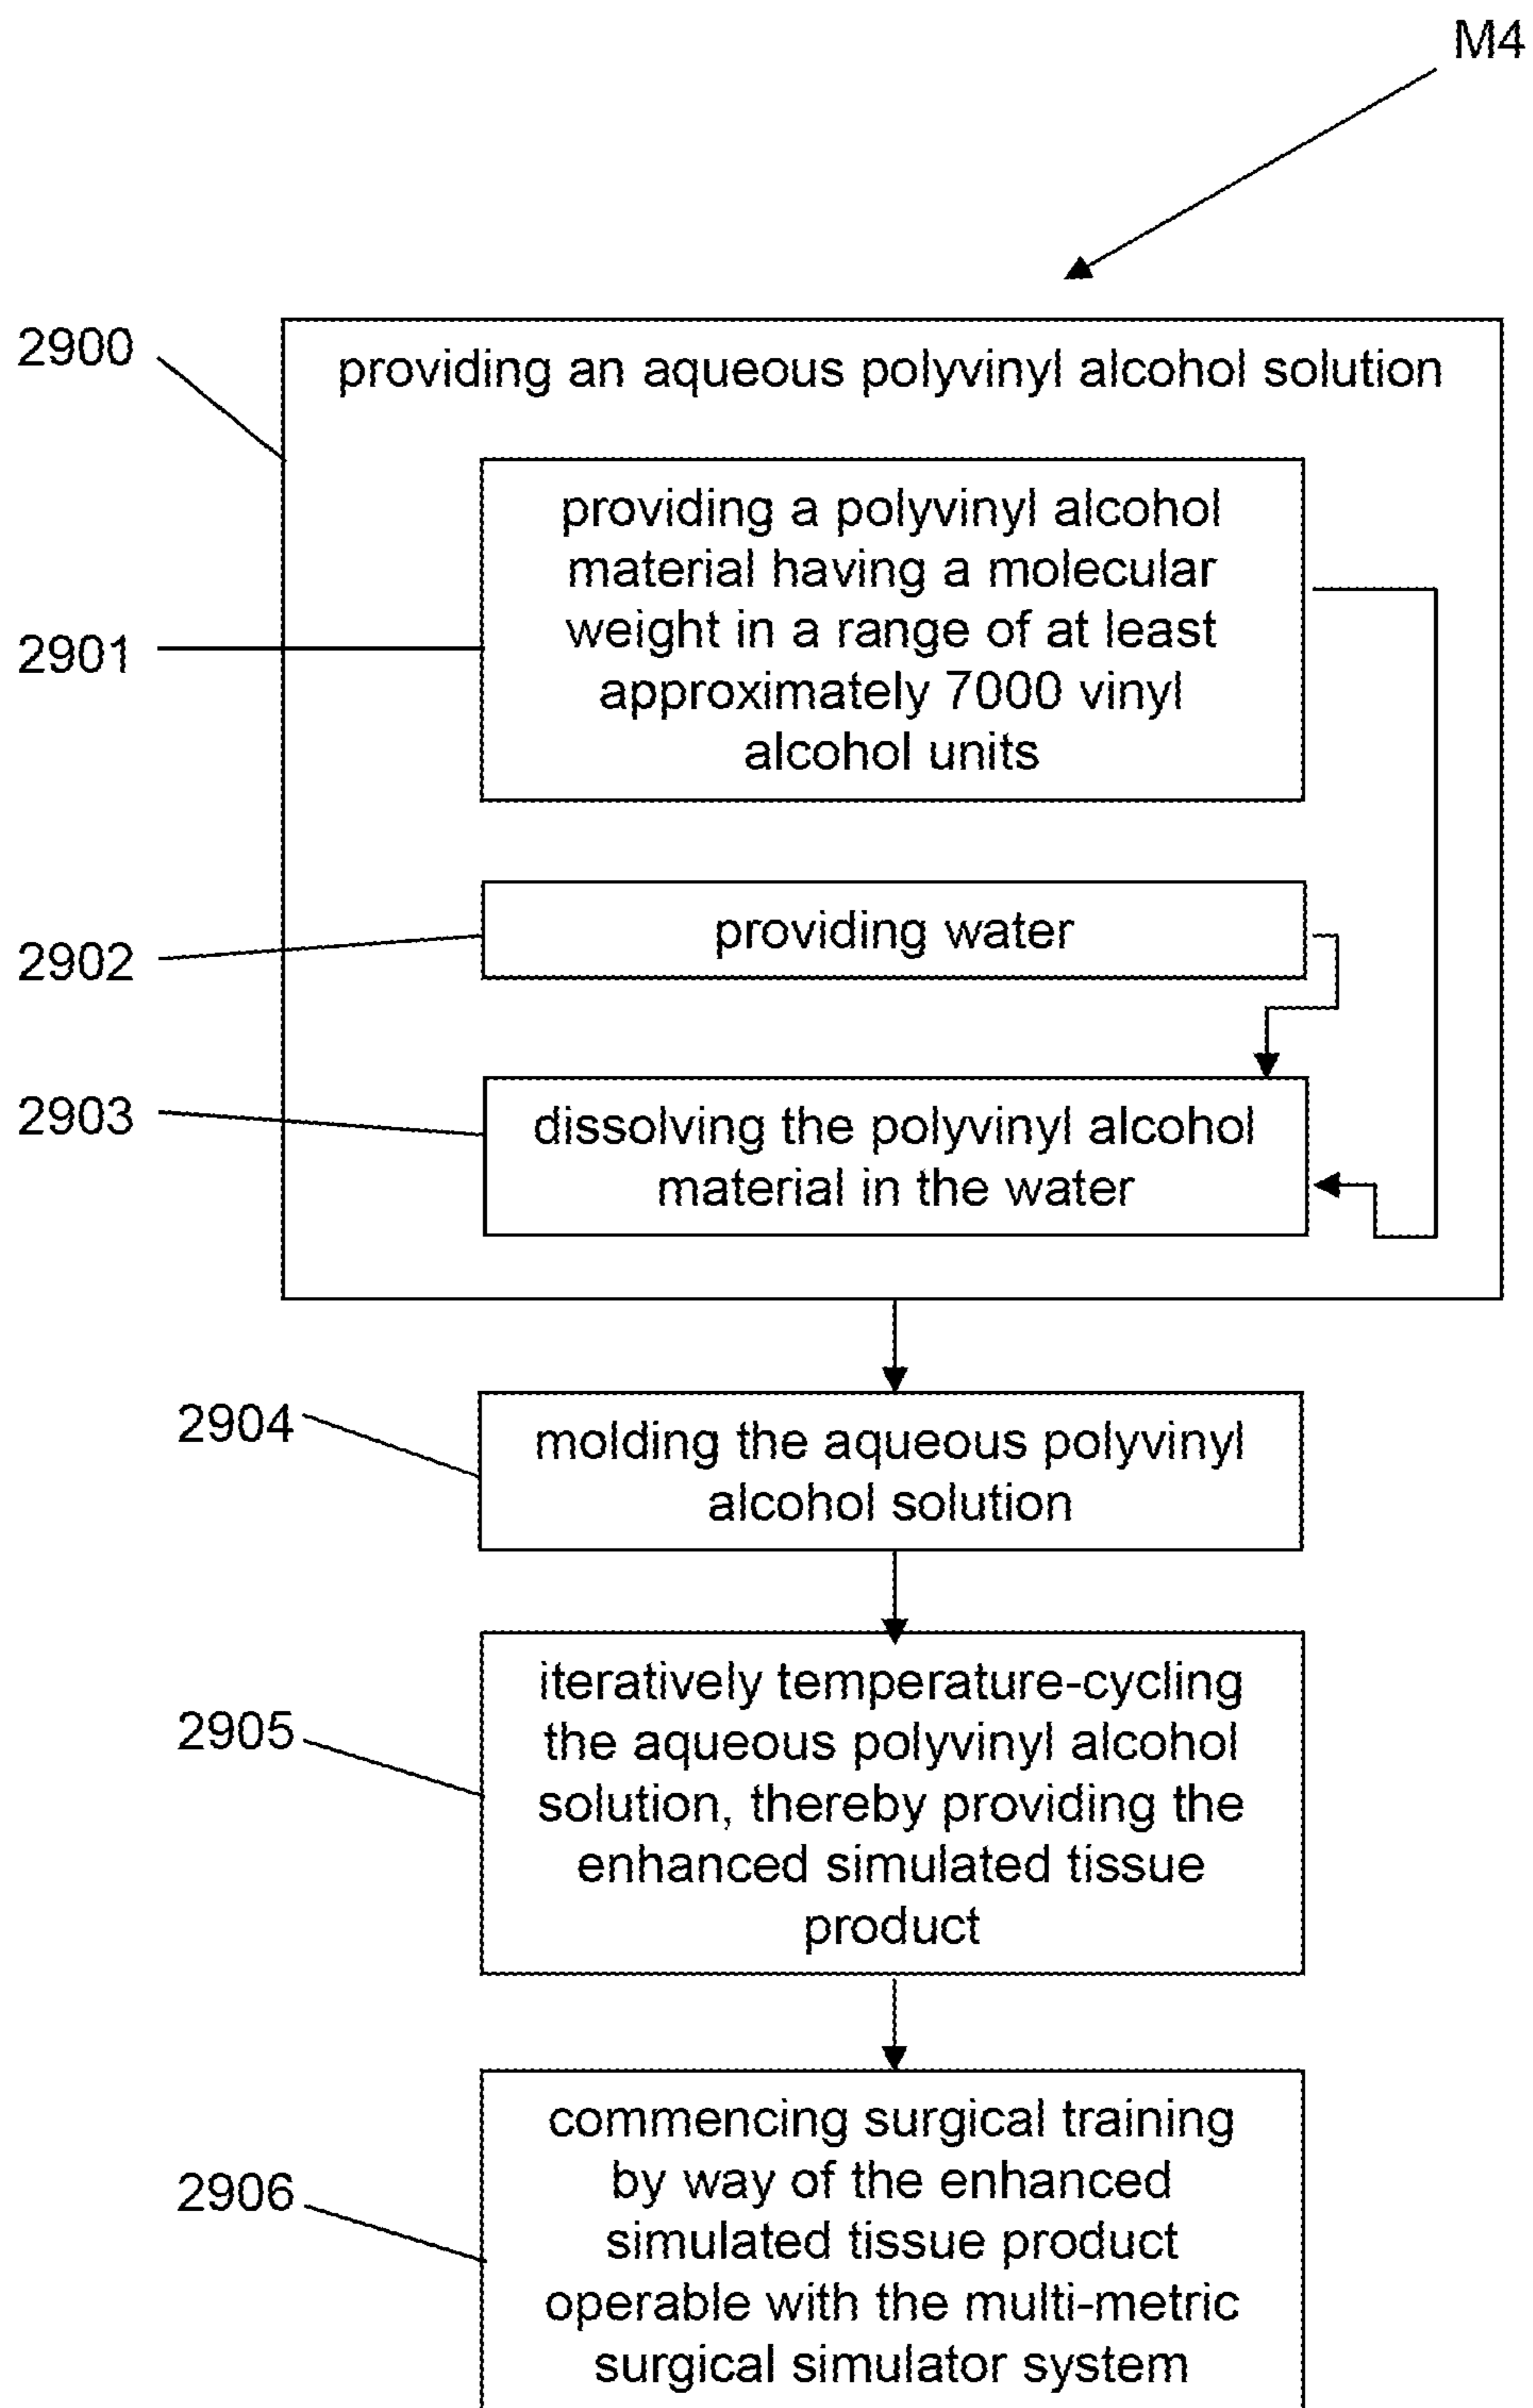 M4
2900
providing an aqueous polyvinyl alcohol solution
2901
providing a polyvinyl alcohol
material having a molecular
weight in a range of at least
approximately 7000 vinyl
alcohol units
2902
providing water
2903
dissolving the polyvinyl alcohol
material in the water
2904
molding the aqueous polyvinyl
alcohol solution
2905
iteratively temperature-cycling
the aqueous polyvinyl alcohol
solution, thereby providing the
enhanced simulated tissue
product
2906
commencing surgical training
by way of the enhanced
simulated tissue product
operable with the multi-metric
surgical simulator system